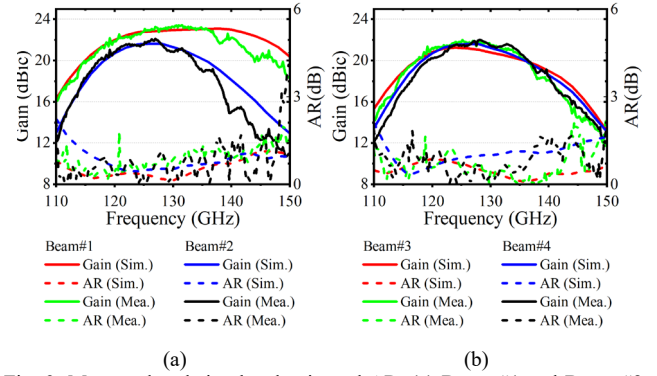 24
20
16
12
8
Gain (dBic)
6
3
0
AR(dB)
110 120 130 140 150
Frequency (GHz)
24
20
16
12
8
Gain (dBic)
6
3
0
AR(dB)
110 120 130 140 150
Frequency (GHz)
Beam#1 Beam#2
Gain (Sim.) Gain (Sim.)
AR (Sim.) AR (Sim.)
Gain (Mea.) Gain (Mea.)
AR (Mea.) AR (Mea.)
Beam#3 Beam#4
Gain (Sim.) Gain (Sim.)
AR (Sim.) AR (Sim.)
Gain (Mea.) Gain (Mea.)
AR (Mea.) AR (Mea.)
(a) (b)